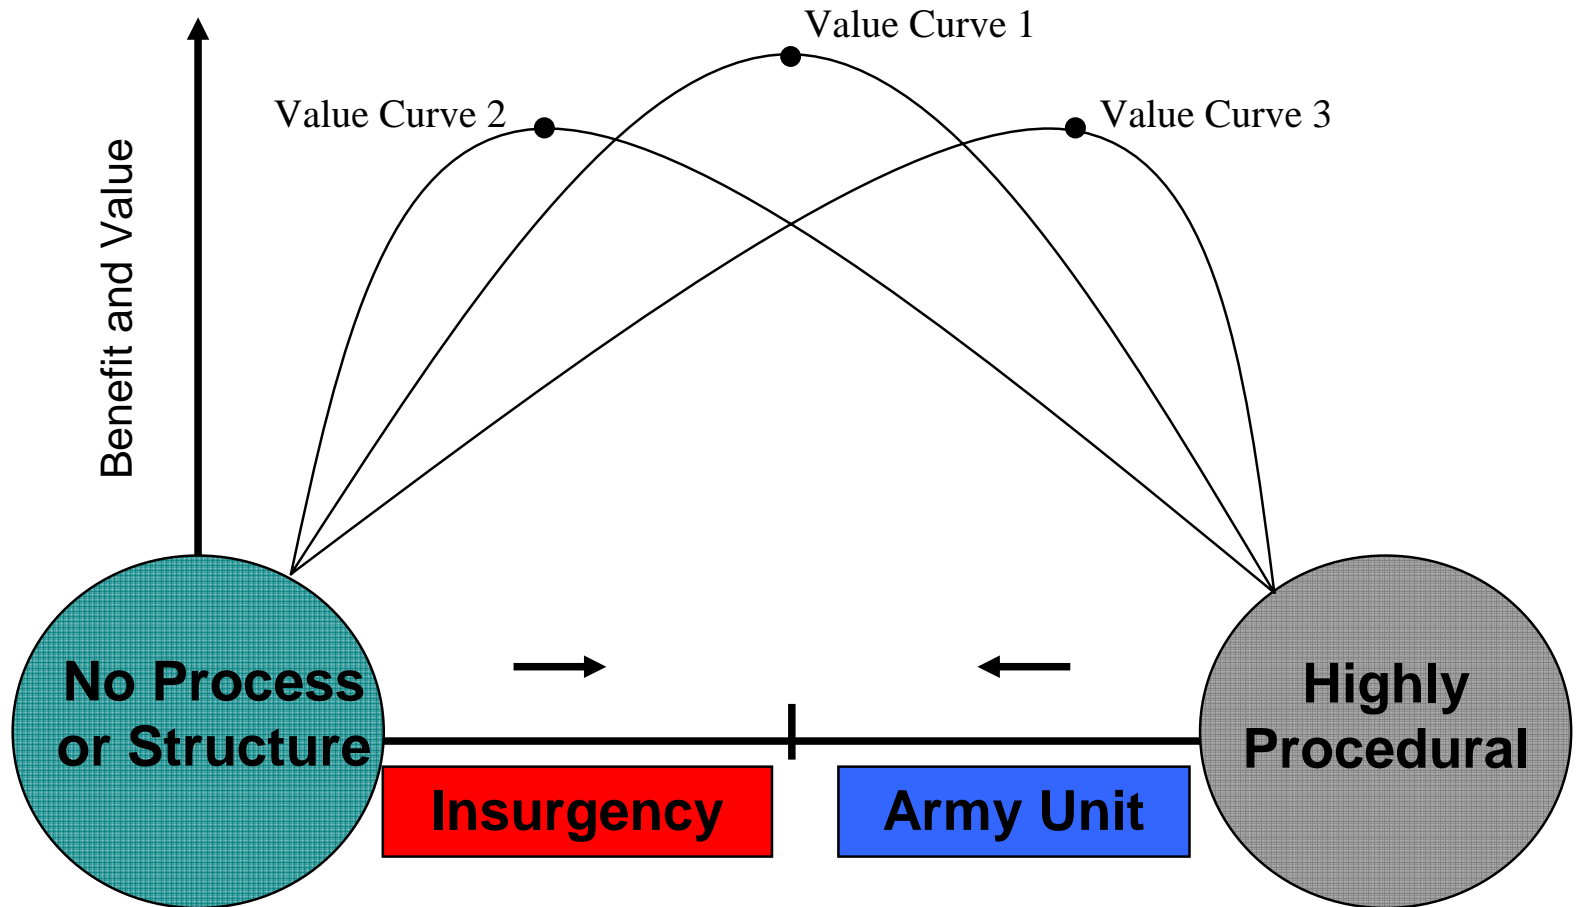 Value Curve 1
Value Curve 2
Value Curve 3
Benefit and Value
No Process
or Structure
Highly
Procedural
Insurgency
Army Unit